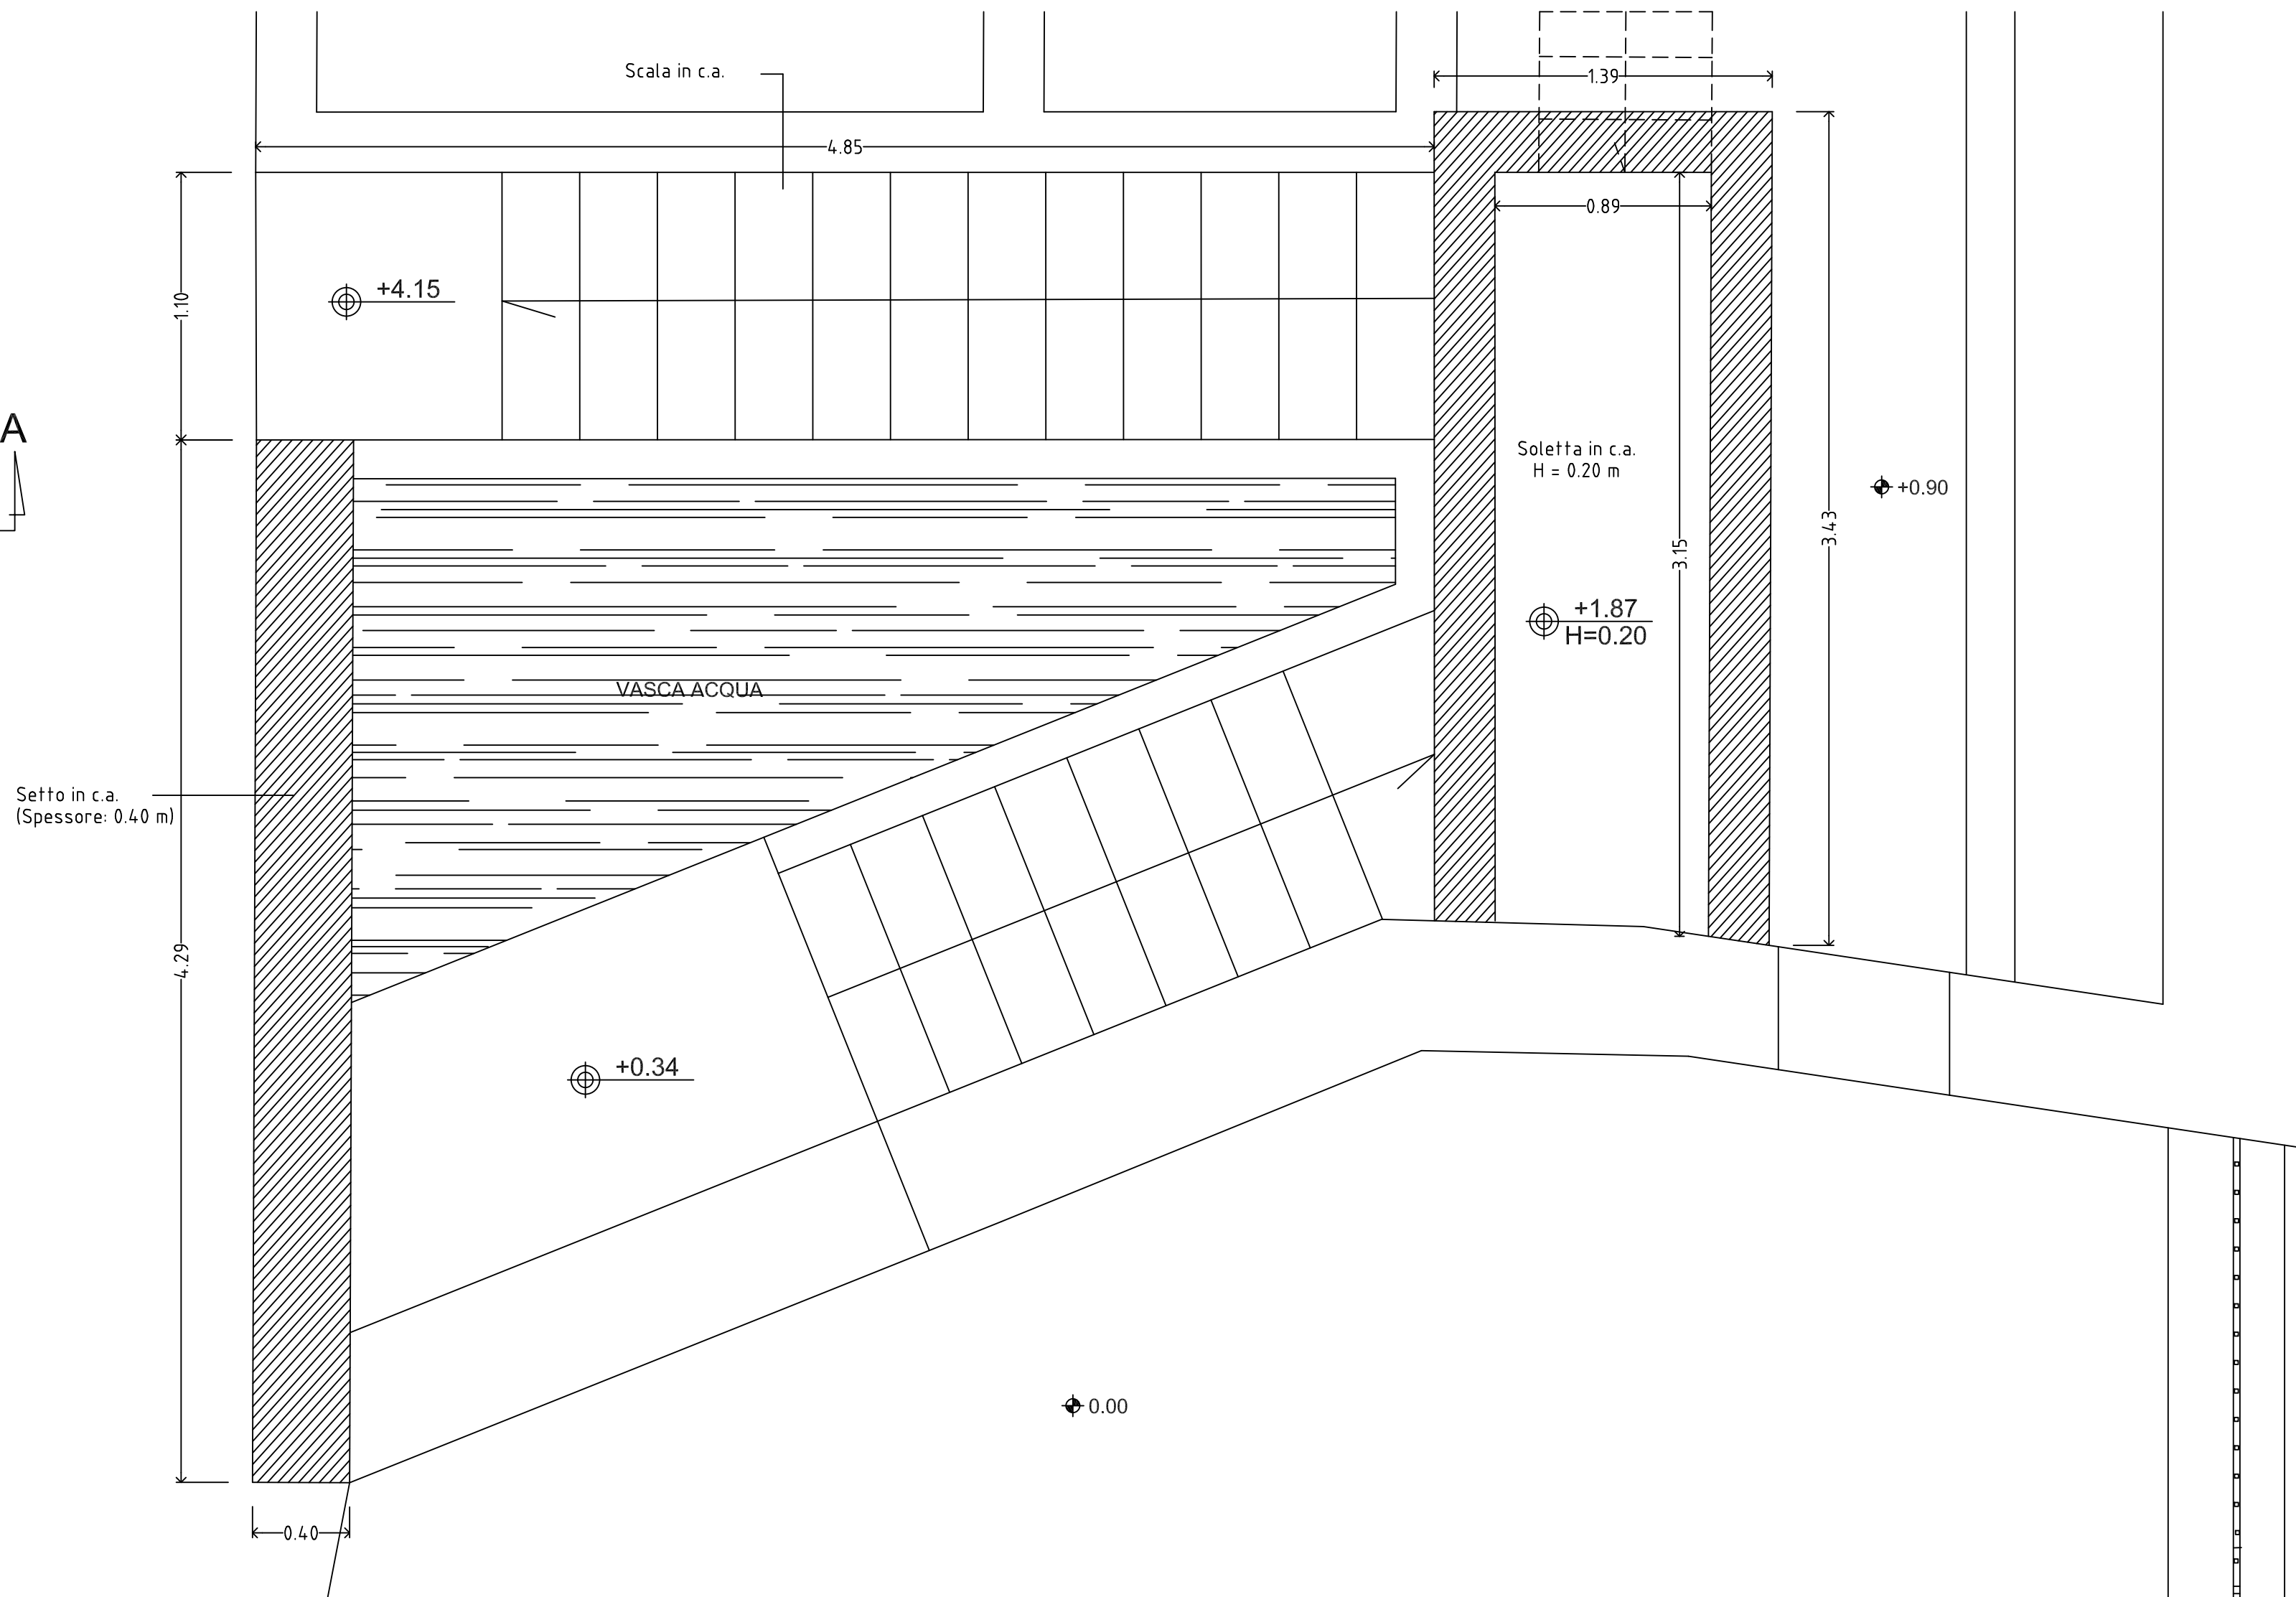 Scala in c.a.
1.39
4.85
0.89
+4.15
1.10
A
Soletta in c.a.
H = 0.20 m
+0.90
3.43
3.15
+1.87
H=0.20
VASCA ACQUA
Setto in c.a.
(Spessore: 0.40 m)
4.29
+0.34
0.00
0.40